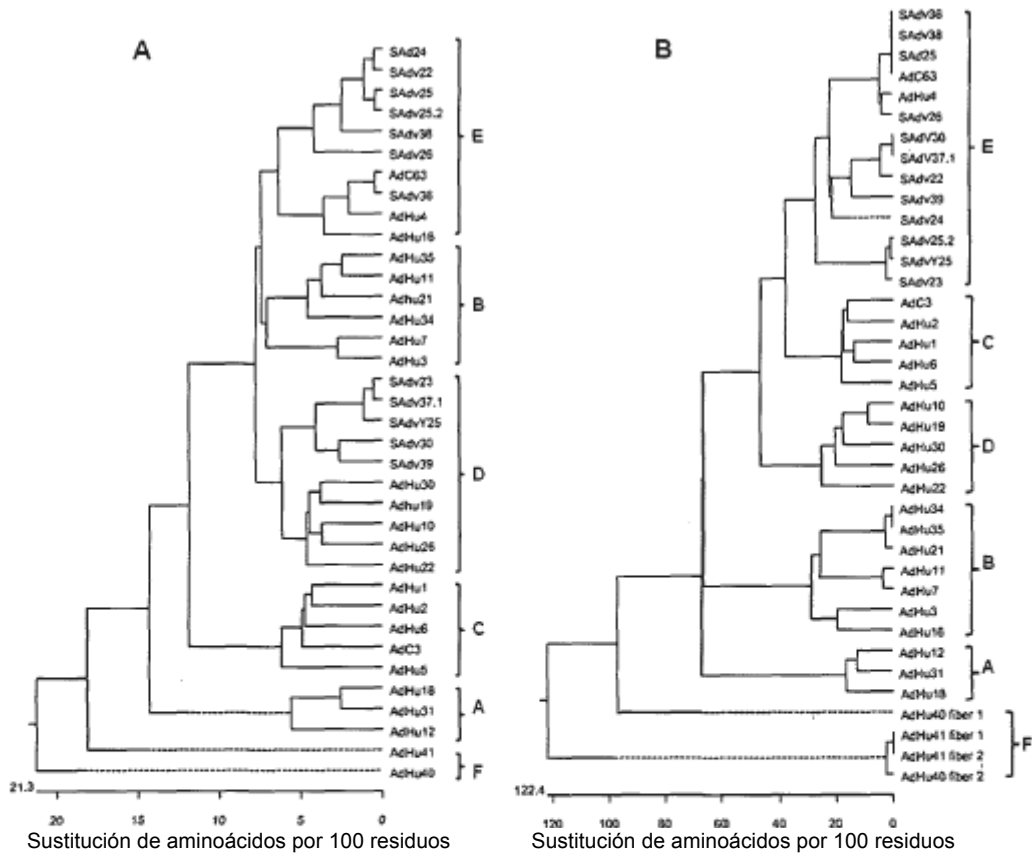 A
SAd24
SAdv22
SAdv25
SAdv25.2
SAdv38
SAdv26
AdC63
SAdv36
AdHu4
AdHu16
E
AdHu35
AdHu11
Adhu21
AdHu34
AdHu7
AdHu3
B
SAdv23
SAdv37.1
SAdvY25
SAdv30
SAdv39
AdHu30
Adhu19
AdHu10
AdHu26
AdHu22
D
AdHu1
AdHu2
AdHu6
AdC3
AdHu5
C
AdHu18
AdHu31
AdHu12
A
AdHu41
AdHu40
F
21.3
20 15 10 5 0
Sustitución de aminoácidos por 100 residuos
B
SAdv36
SAdv38
SAd25
AdC63
AdHu4
SAdv26
SAdV30
SAdV37.1
SAdv22
SAdv39
SAdv24
SAdv25.2
SAdvY25
SAdv23
E
AdC3
AdHu2
AdHu1
AdHu6
AdHu5
C
AdHu10
AdHu19
AdHu30
AdHu26
AdHu22
D
AdHu34
AdHu35
AdHu21
AdHu11
AdHu7
AdHu3
AdHu16
B
AdHu12
AdHu31
AdHu18
A
AdHu40 fiber 1
AdHu41 fiber 1
AdHu41 fiber 2
AdHu40 fiber 2
F
122.4
120 100 80 60 40 20 0
Sustitución de aminoácidos por 100 residuos